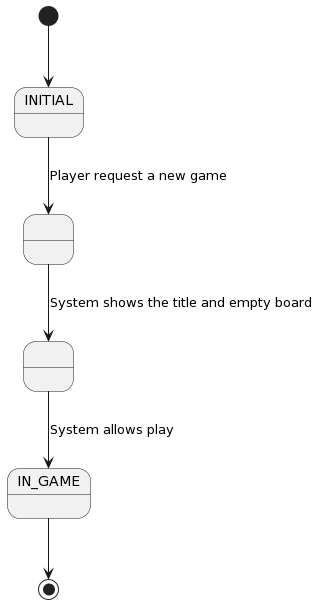 INITIAL
Player request a new game
System shows the title and empty board
System allows play
IN_GAME